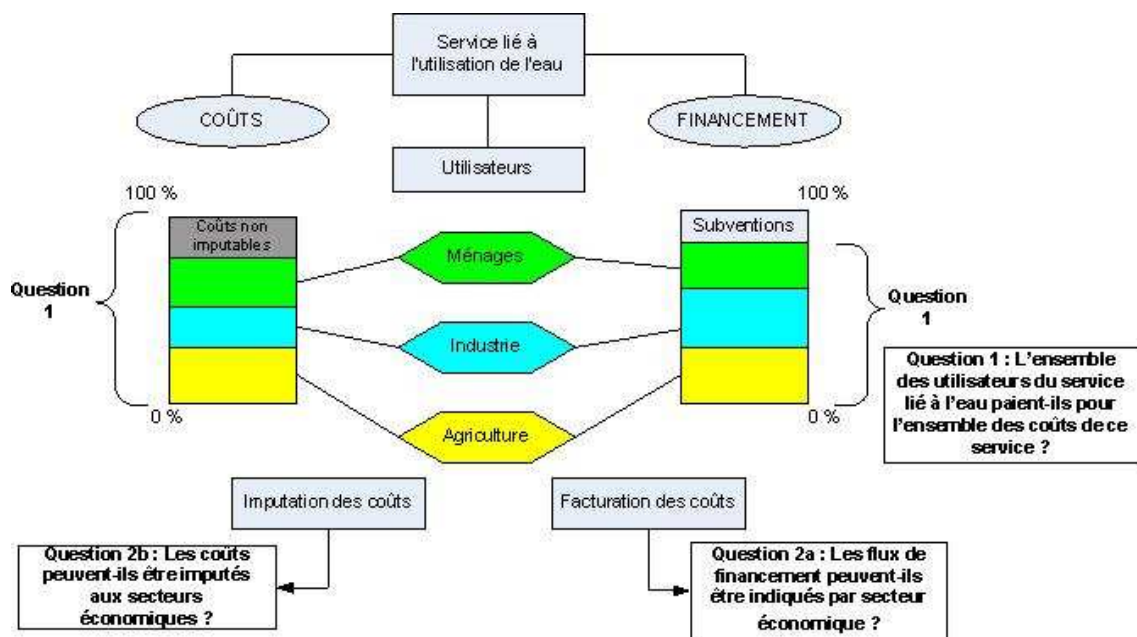 Service lié à
l'utilisation de l'eau
COÛTS
FINANCEMENT
Utilisateurs
100 %
100 %
Coûts non
imputables
Subventions
Ménages
Question
1
Question
1
Industrie
Question 1 : L'ensemble
des utilisateurs du service
lié à l'eau paient-ils pour
l'ensemble des coûts de ce
service ?
0 %
0 %
Agriculture
Imputation des coûts
Facturation des coûts
Question 2b : Les coûts
peuvent-ils être imputés
aux secteurs
économiques ?
Question 2a : Les flux de
financement peuvent-ils
être indiqués par secteur
économique ?